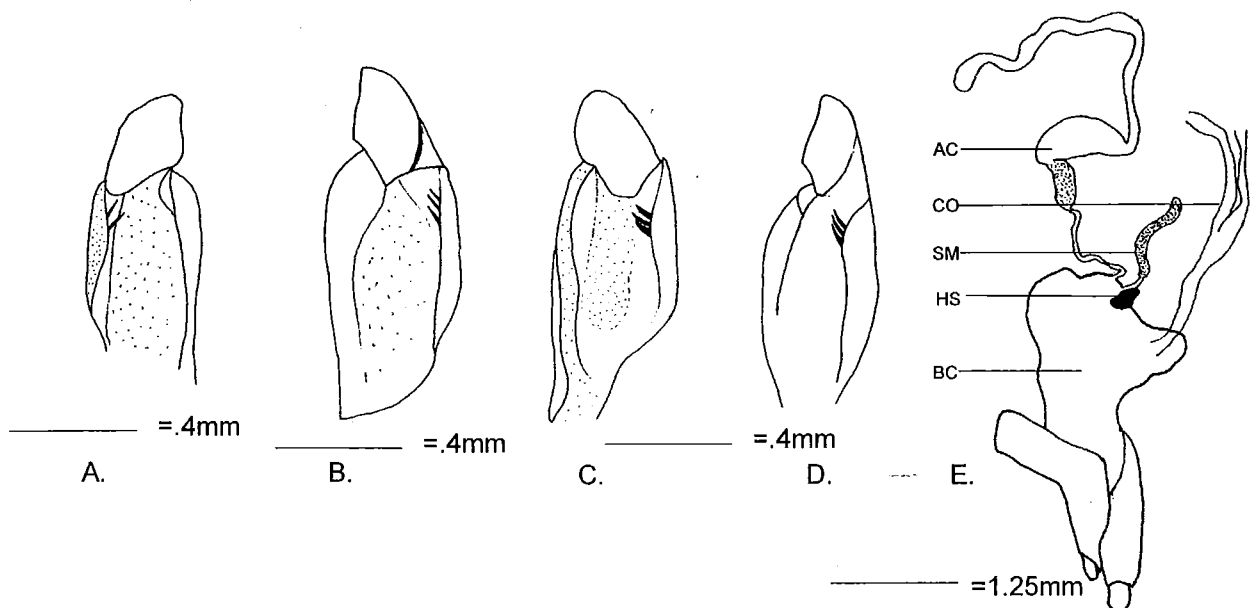 AC
CO
SM
HS
BC
=.4mm
=.4mm
=.4mm
=1.25mm
A.
B.
C.
D.
E.